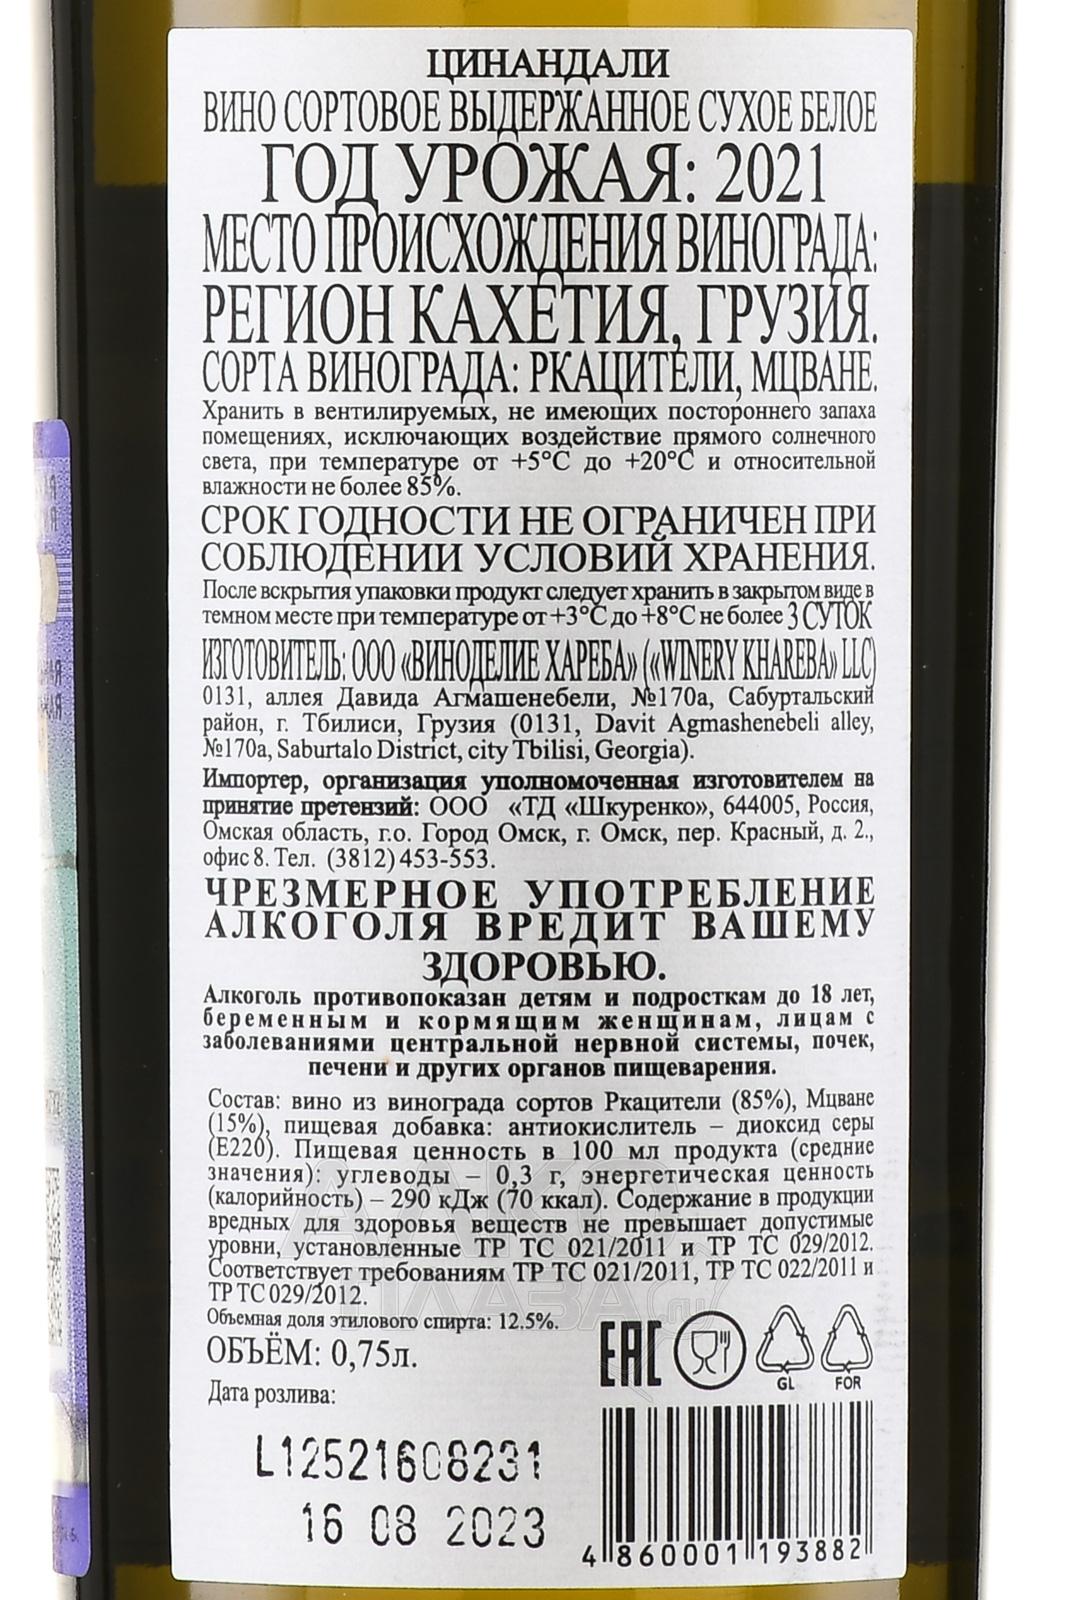 ЦИНАНДАЛИ
ВИНО СОРТОВОЕ ВЫДЕРЖАННОЕ СУХОЕ БЕЛОЕ
ГОД УРОЖАЯ: 2021
МЕСТО ПРОИСХОЖДЕНИЯ ВИНОГРАДА:
РЕГИОН КАХЕТИЯ, ГРУЗИЯ.
СОРТА ВИНОГРАДА: РКАЦИТЕЛИ, МЦВАНЕ.
Хранить в вентилируемых, не имеющих постороннего запаха
помещениях, исключающих воздействие прямого солнечного
света, при температуре от +5°С до +20°С и относительной
влажности не более 85%.
СРОК ГОДНОСТИ НЕ ОГРАНИЧЕН ПРИ
СОБЛЮДЕНИИ УСЛОВИЙ ХРАНЕНИЯ.
После вскрытия упаковки продукт следует хранить в закрытом виде в
темном месте при температуре от +3°С до +8°С не более 3 СУТОК
ИЗГОТОВИТЕЛЬ: ООО «ВИНОДЕЛИЕ ХАРЕБА» («WINERY KHAREBA» LLC)
0131, аллея Давида Агмашенебели, №170а, Сабуртальский
район, г. Тбилиси, Грузия (0131, Davit Agmashenebeli alley,
№170a, Saburtalo District, city Tbilisi, Georgia).
Импортер, организация уполномоченная изготовителем на
принятие претензий: ООО «ТД «Шкуренко», 644005, Россия,
Омская область, г.о. Город Омск, г. Омск, пер. Красный, д. 2.,
офис 8. Тел. (3812) 453-553.
ЧРЕЗМЕРНОЕ УПОТРЕБЛЕНИЕ
АЛКОГОЛЯ ВРЕДИТ ВАШЕМУ
ЗДОРОВЬЮ.
Алкоголь противопоказан детям и подросткам до 18 лет,
беременным и кормящим женщинам, лицам с
заболеваниями центральной нервной системы, почек,
печени и других органов пищеварения.
Состав: вино из винограда сортов Ркацители (85%), Мцване
(15%), пищевая добавка: антиокислитель – диоксид серы
(Е220). Пищевая ценность в 100 мл продукта (средние
значения): углеводы – 0,3 г, энергетическая ценность
(калорийность) – 290 кДж (70 ккал). Содержание в продукции
вредных для здоровья веществ не превышает допустимые
уровни, установленные ТР ТС 021/2011 и ТР ТС 029/2012.
Соответствует требованиям ТР ТС 021/2011, ТР ТС 022/2011 и
ТР ТС 029/2012.
Объемная доля этилового спирта: 12.5%.
ОБЪЁМ: 0,75л.
Дата розлива:
EAC
GL
FOR
L12521608231
16 08 2023
4 860001 193882
АЛКО
ПЛАЗА.ru